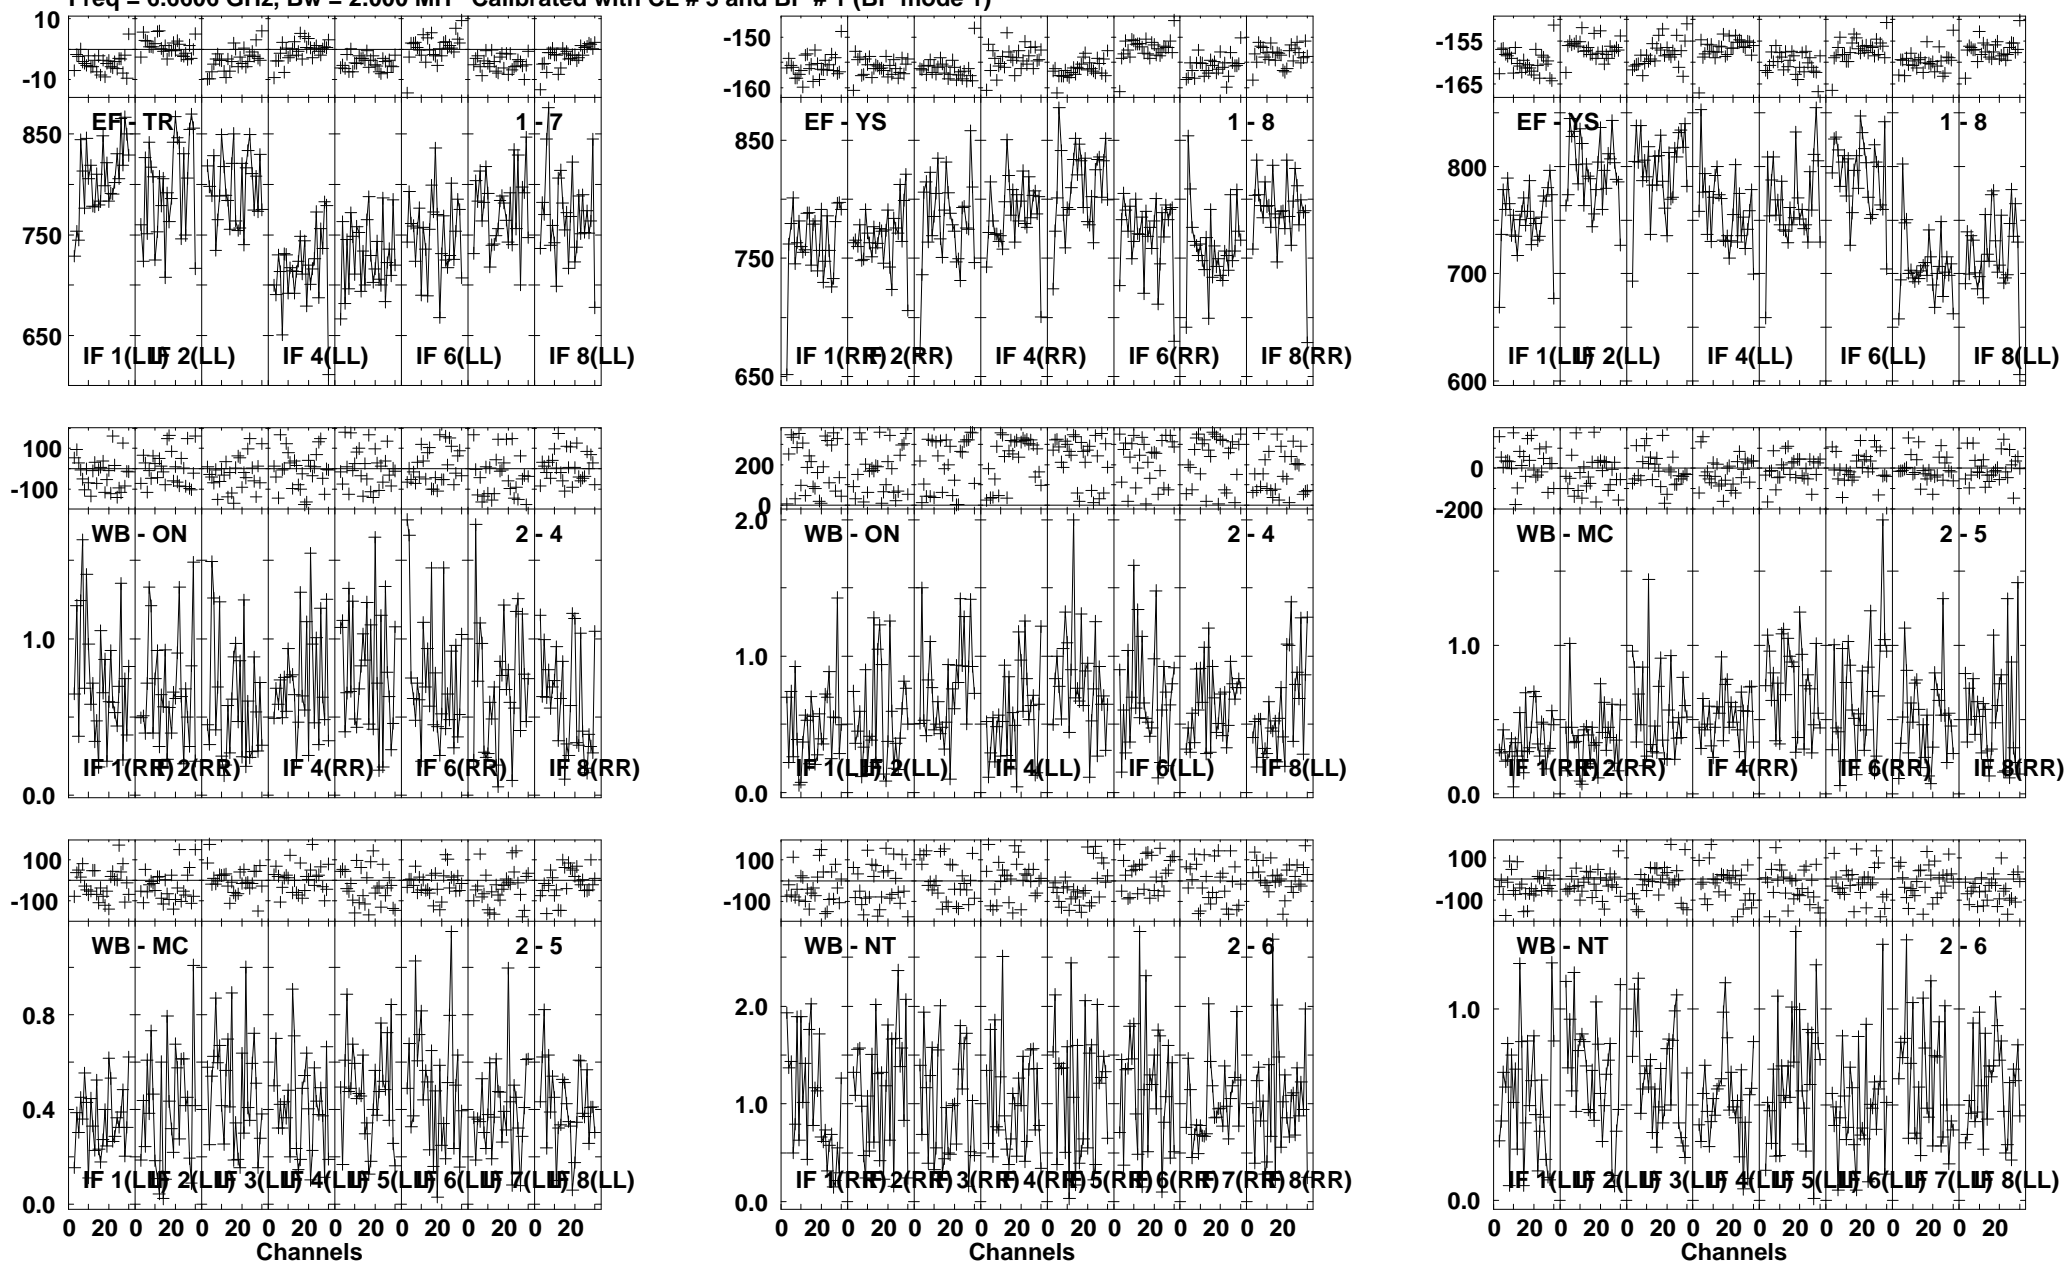 Bw = 2.000 Calibrated with and
10 -10 -150 -160 -155 -165
EF - TR 1 - 7 EF - YS 1 - 8 EF - YS 1 - 8
850 850 800
750 750 700
650 650 600
IF 1(LL) IF 2(LL) IF 4(LL) IF 6(LL) IF 8(LL) IF 1(RR) IF 2(RR) IF 4(RR) IF 6(RR) IF 8(RR) IF 1(LL) IF 2(LL) IF 4(LL) IF 6(LL) IF 8(LL)
100 -100 200 0 0 -200
WB - ON 2 - 4 WB - ON 2 - 4 WB - MC 2 - 5
2.0
1.0 1.0 1.0
IF 1(RR) IF 2(RR) IF 4(RR) IF 6(RR) IF 8(RR) IF 1(LL) IF 2(LL) IF 4(LL) IF 6(LL) IF 8(LL) IF 1(RR) IF 2(RR) IF 4(RR) IF 6(RR) IF 8(RR)
0.0 0.0 0.0
100 -100 100 -100 100 -100
WB - MC 2 - 5 WB - NT 2 - 6 WB - NT 2 - 6
0.8 2.0 1.0
0.4 1.0
IF 1(LL) IF 2(LL) IF 3(LL) IF 4(LL) IF 5(LL) IF 6(LL) IF 7(LL) IF 8(LL) IF 1(RR) IF 2(RR) IF 3(RR) IF 4(RR) IF 5(RR) IF 6(RR) IF 7(RR) IF 8(RR) IF 1(LL) IF 2(LL) IF 3(LL) IF 4(LL) IF 5(LL) IF 6(LL) IF 7(LL) IF 8(LL)
0.0 0.0 0.0
0 20 0 20 0 20 0 20 0 20 0 20 0 20 0 20 0 20 0 20 0 20 0 20 0 20 0 20 0 20 0 20 0 20 0 20 0 20 0 20 0 20 0 20 0 20 0 20
Channels Channels Channels